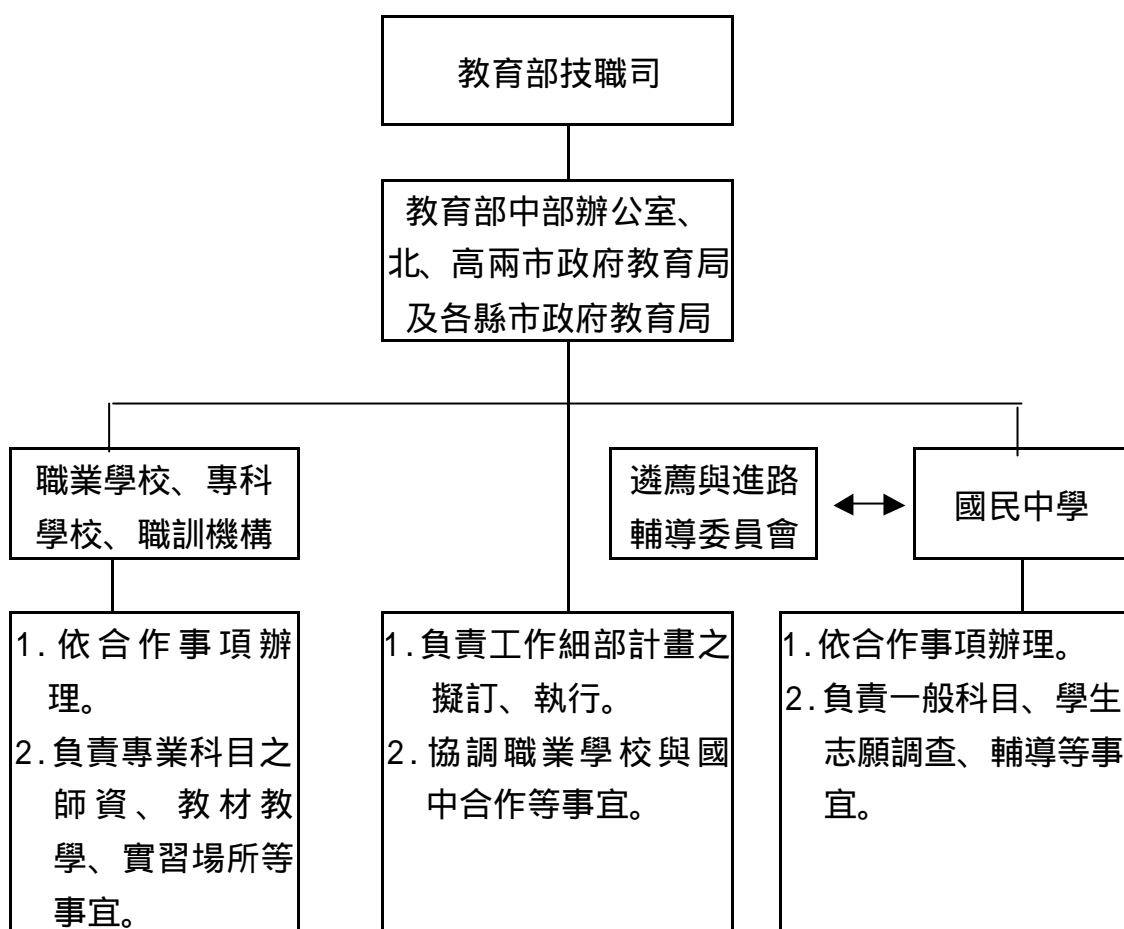 教育部技職司
教育部中部辦公室、
北、高兩市政府教育局
及各縣市政府教育局
職業學校、專科
學校、職訓機構
遴薦與進路
輔導委員會
國民中學
1.依合作事項辦
理。
2.負責專業科目之
師資、教材教
學、實習場所等
事宜。
1.負責工作細部計畫之
擬訂、執行。
2.協調職業學校與國
中合作等事宜。
1.依合作事項辦理。
2.負責一般科目、學生
志願調查、輔導等事
宜。